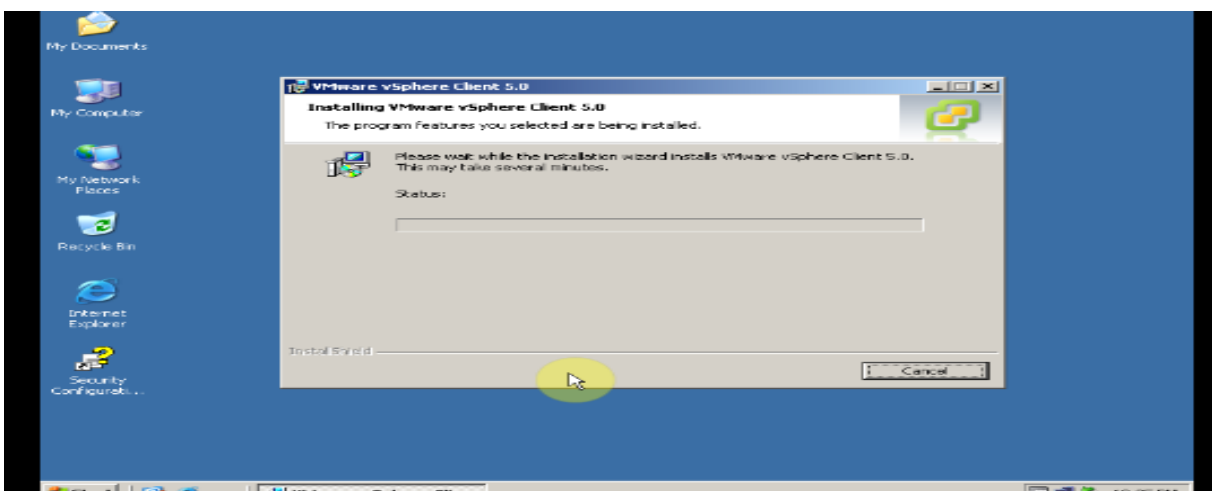 My Documents
My Computer
My Network
Places
Recycle Bin
Internet
Explorer
Security
Configurati...
VMware vSphere Client 5.0
Installing VMware vSphere Client 5.0
The program features you selected are being installed.
Please wait while the installation wizard installs VMware vSphere Client 5.0.
This may take several minutes.
Status:
InstallShield
Cancel